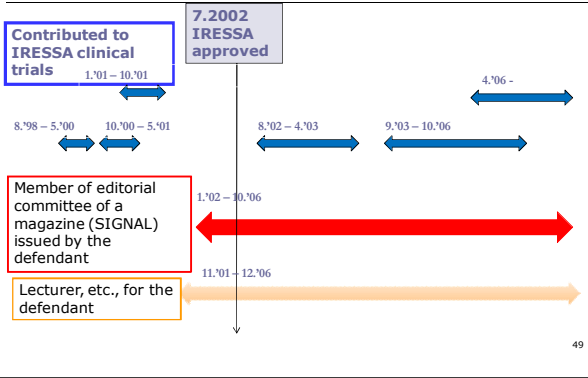 7.2002
IRESSA
approved
Contributed to
IRESSA clinical
trials
1.'01 – 10.'01
4.'06 -
8.'98 – 5.'00
10.'00 – 5.'01
8.'02 – 4.'03
9.'03 – 10.'06
Member of editorial
committee of a
magazine (SIGNAL)
issued by the
defendant
1.'02 – 10.'06
11.'01 – 12.'06
Lecturer, etc., for the
defendant
49